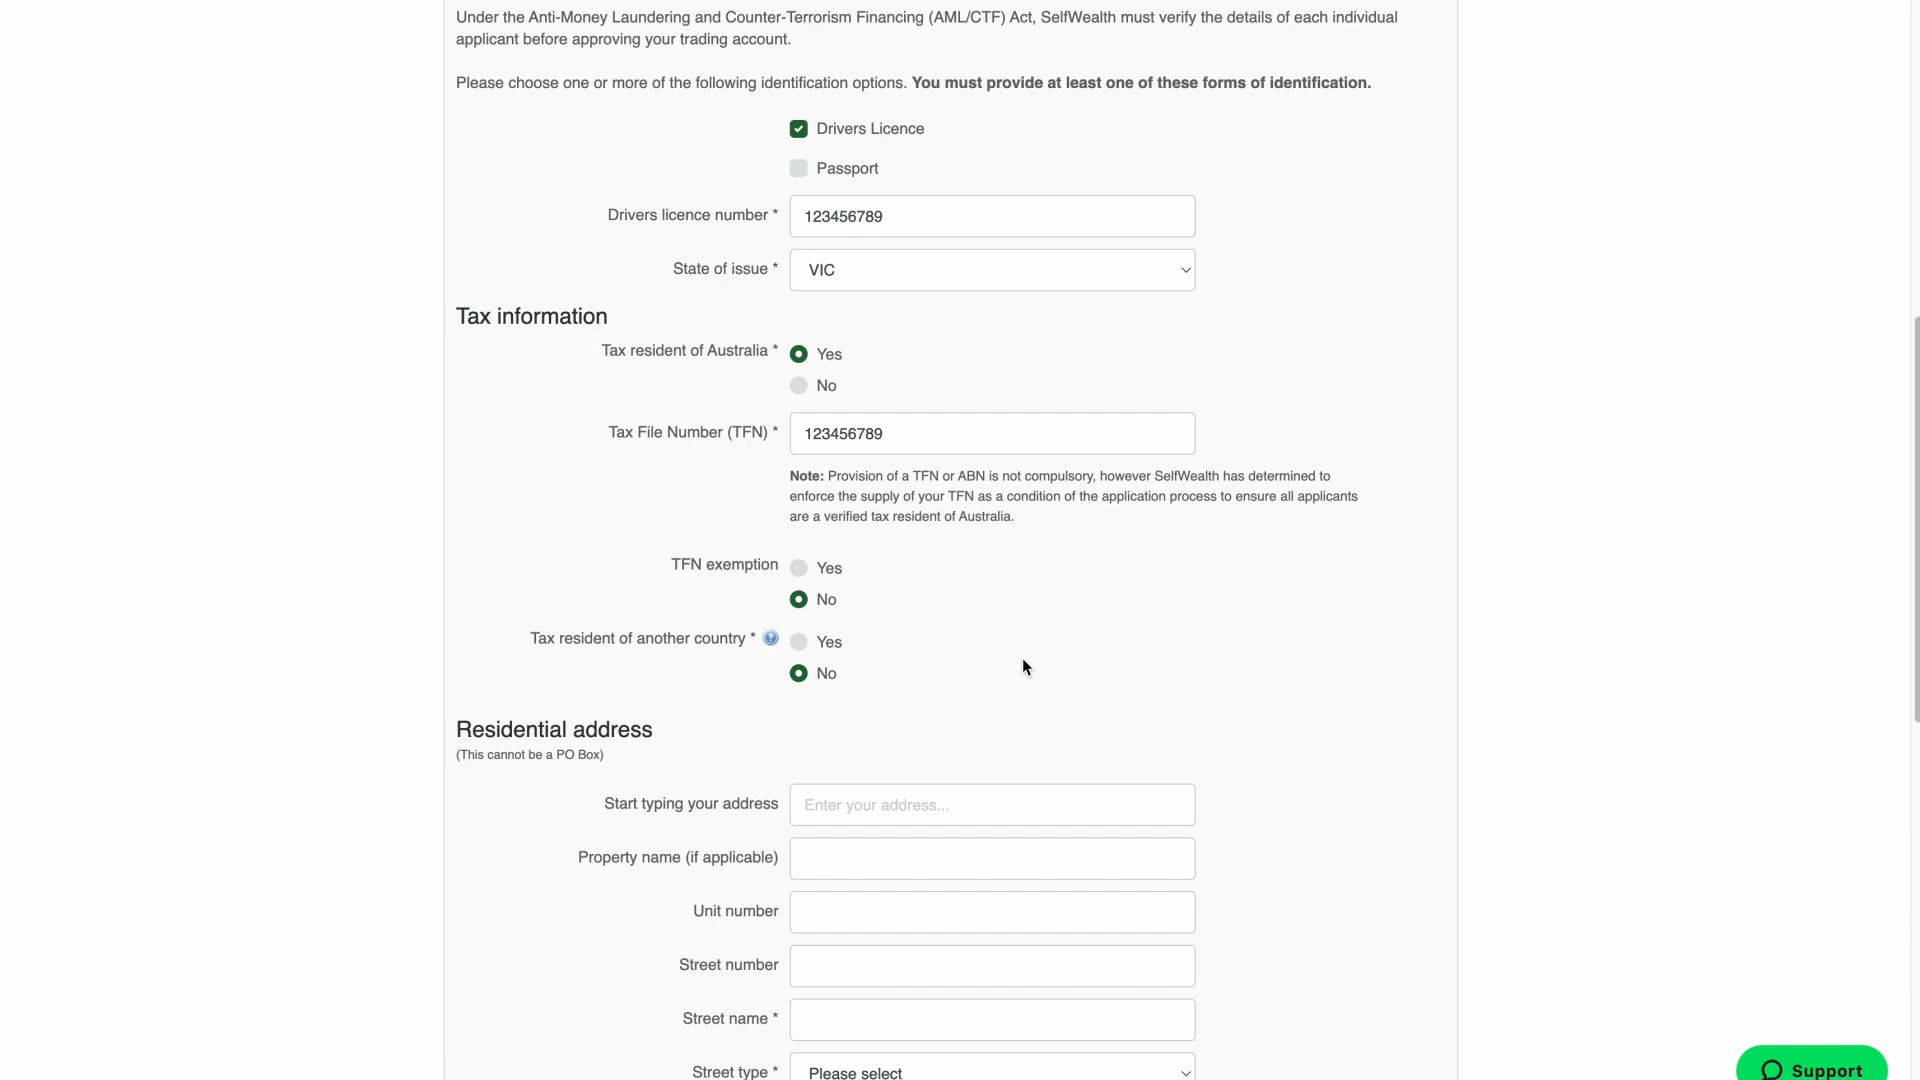 Under the Anti-Money Laundering and Counter-Terrorism Financing (AML/CTF) Act, SelfWealth must verify the details of each individual
applicant before approving your trading account.
Please choose one or more of the following identification options. You must provide at least one of these forms of identification.
Drivers Licence
Passport
Drivers licence number * 123456789
State of issue * VIC
Tax information
Tax resident of Australia * Yes
No
Tax File Number (TFN) * 123456789
Note: Provision of a TFN or ABN is not compulsory, however SelfWealth has determined to
enforce the supply of your TFN as a condition of the application process to ensure all applicants
are a verified tax resident of Australia.
TFN exemption Yes
No
Tax resident of another country * ? Yes
No
Residential address
(This cannot be a PO Box)
Start typing your address Enter your address...
Property name (if applicable)
Unit number
Street number
Street name *
Street type * Please select
Support